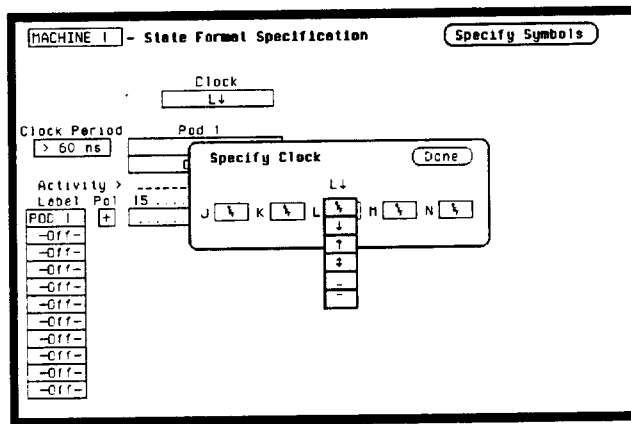 MACHINE 1 - State Format Specification Specify Symbols
Clock
L↓
Clock Period Pod 1
> 60 ns
Specify Clock Done
Activity >
L↓
Label Pol 15 ....
J K L M N
POD 1 +
↓
↑
↕
-Off-
-Off-
-Off-
-Off-
-Off-
-Off-
-Off-
-Off-
-Off-
-Off-